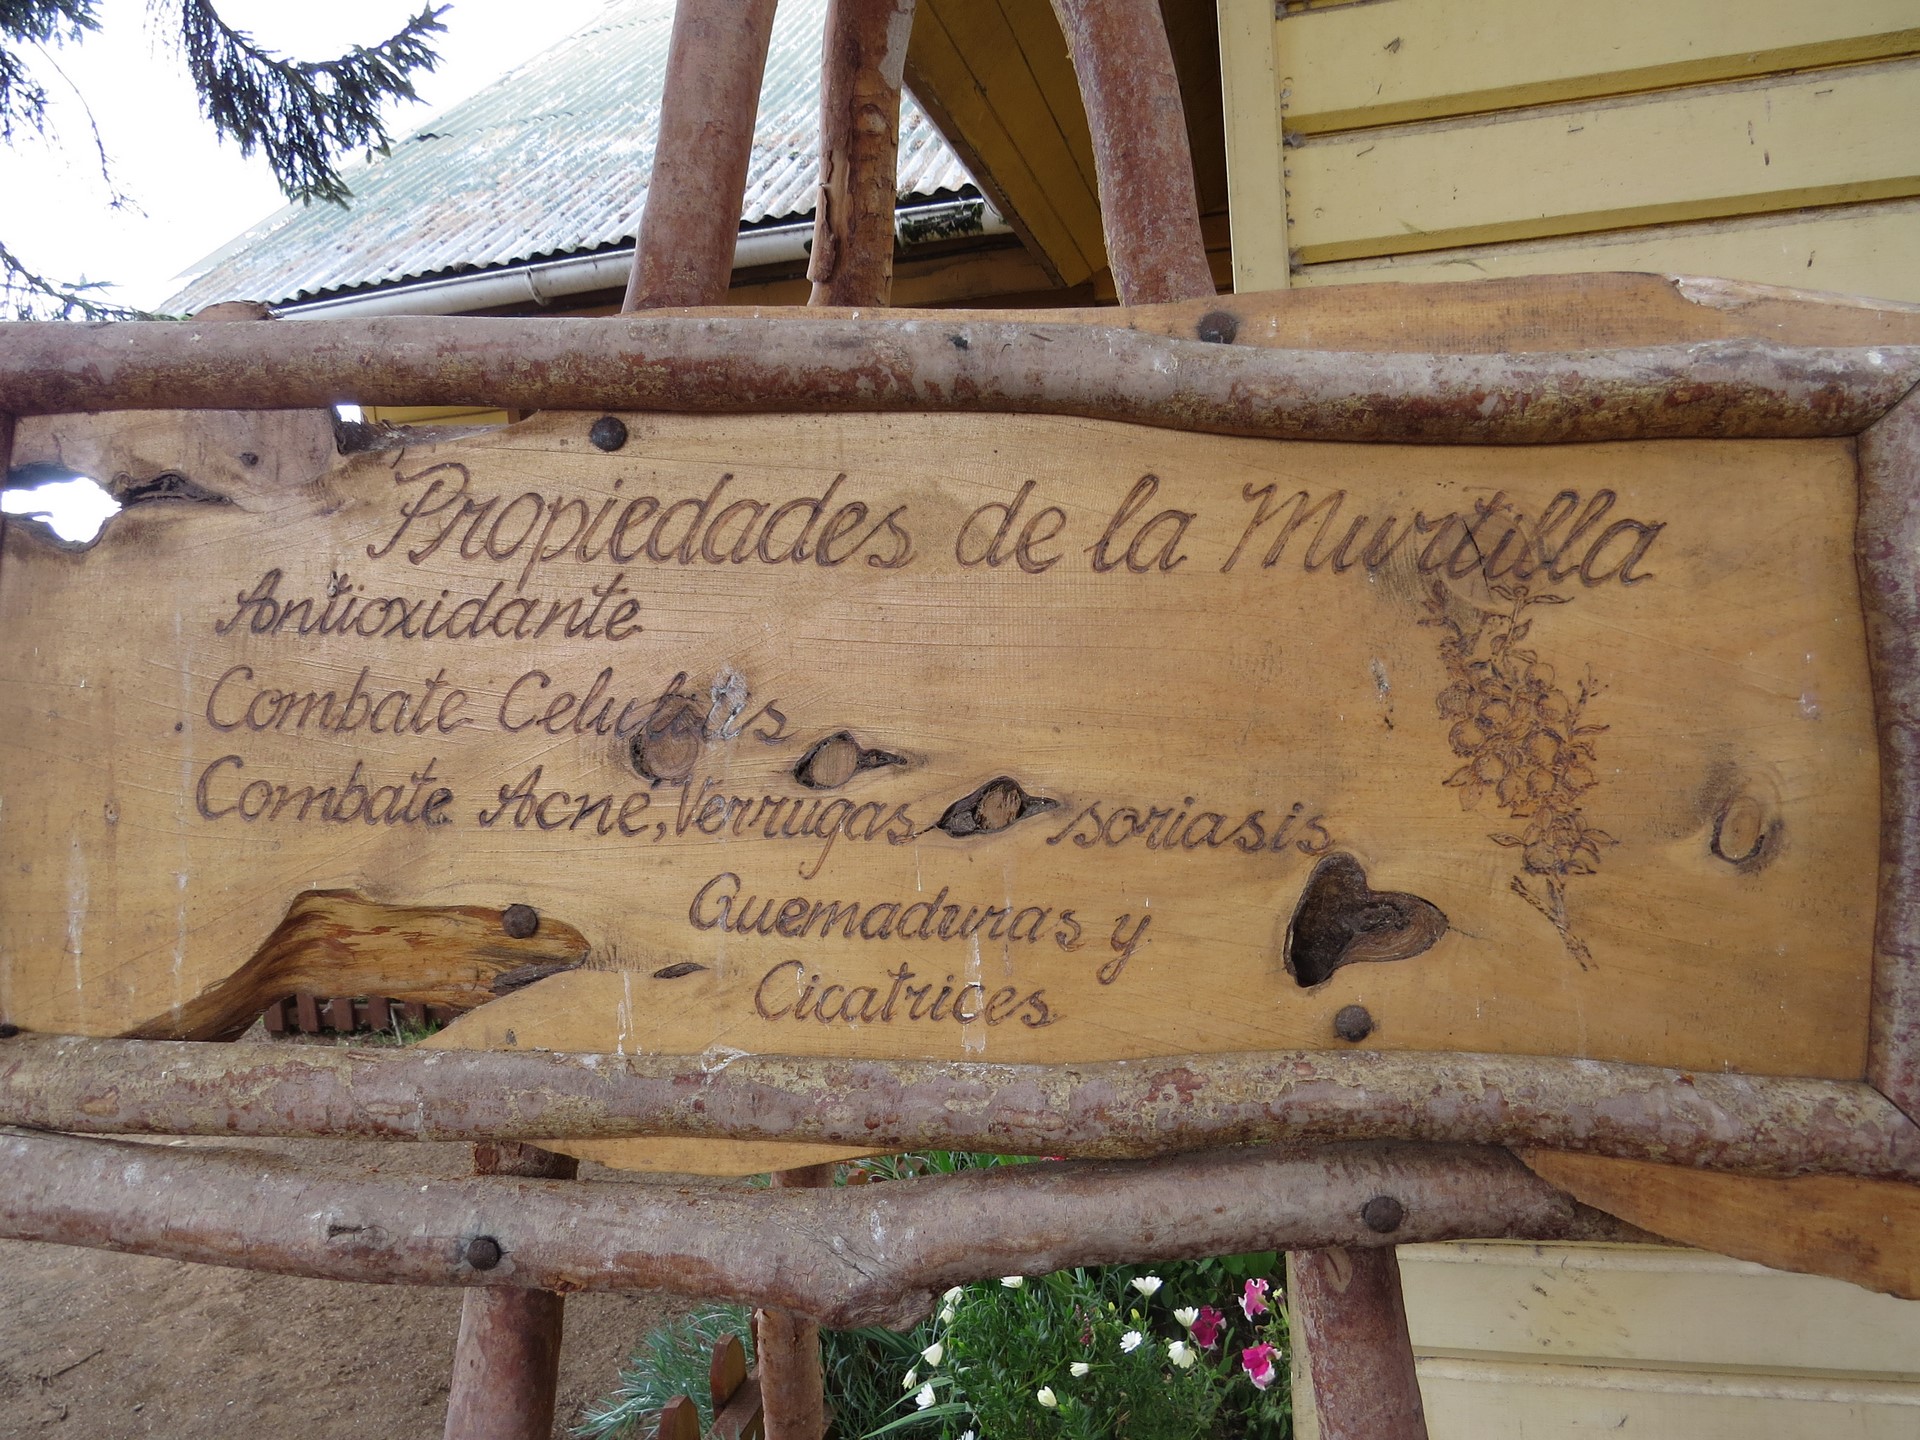 Propiedades de la Murtilla
Antioxidante
Combate Celulitis
Combate Acne, Verrugas soriasis
Quemaduras y
Cicatrices